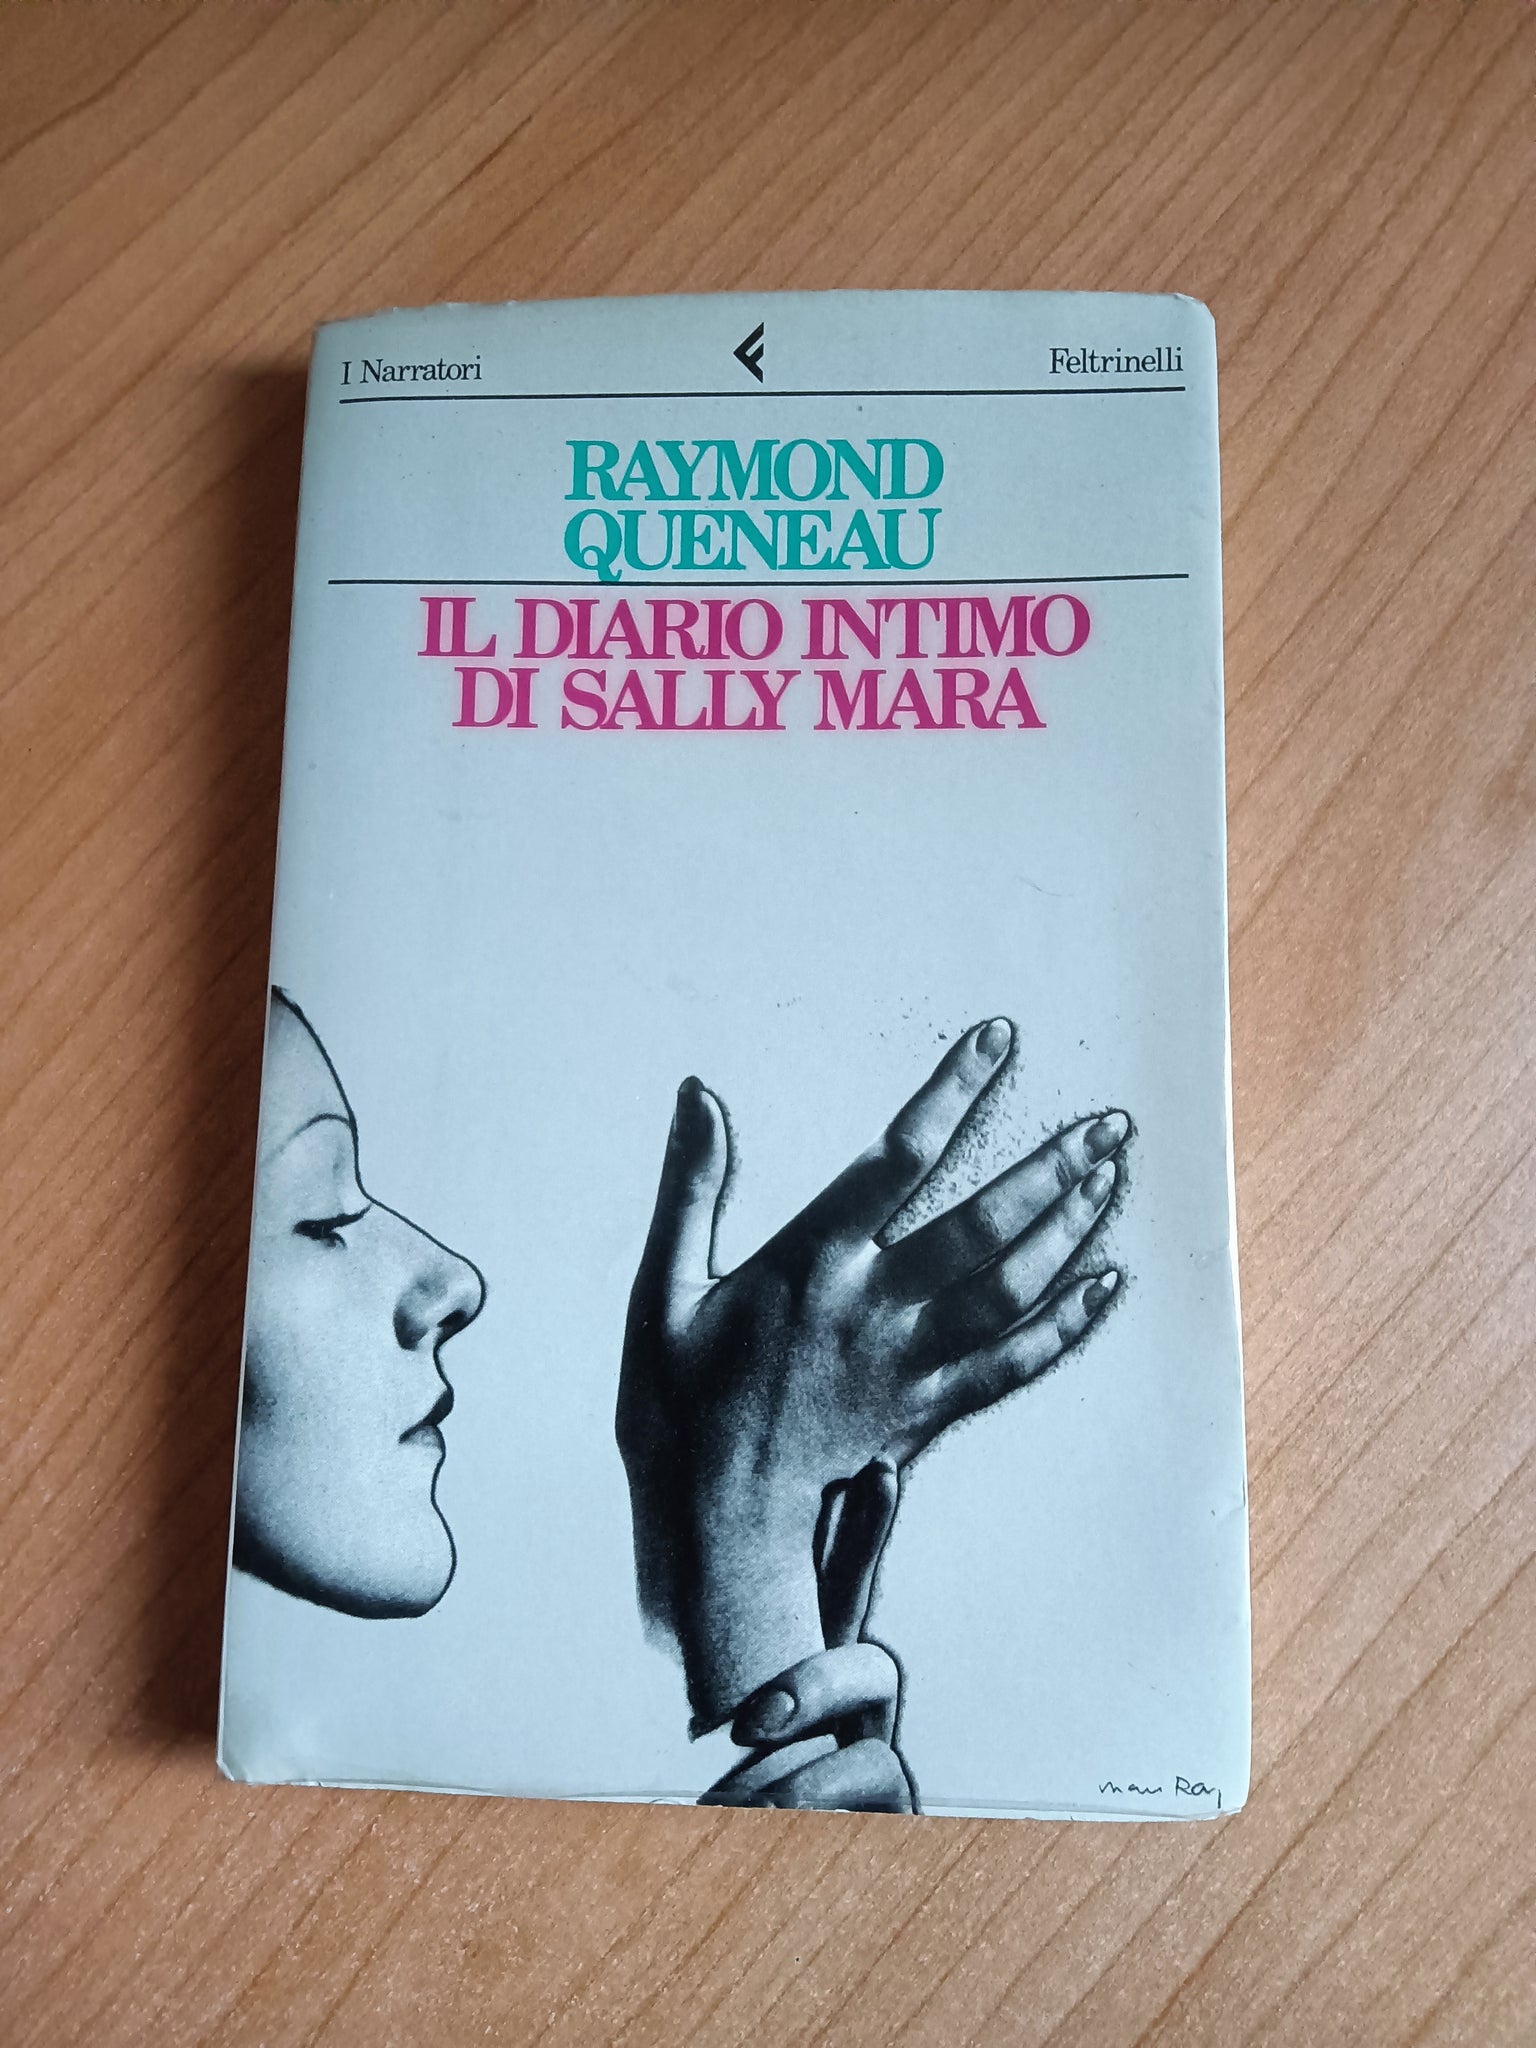 I Narratori
Feltrinelli
RAYMOND
QUENEAU
IL DIARIO INTIMO
DI SALLY MARA
man Ray